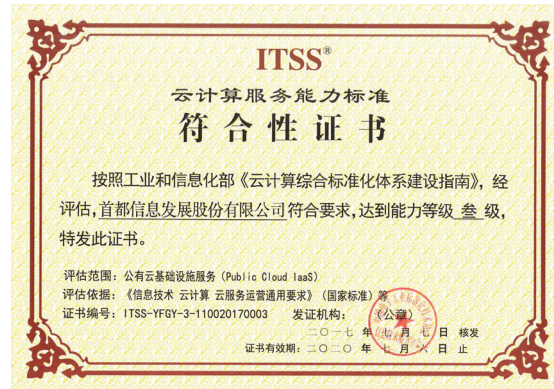 ITSS®
云计算服务能力标准
符合性证书
按照工业和信息化部《云计算综合标准化体系建设指南》，经
评估，首都信息发展股份有限公司符合要求，达到能力等级 叁 级，
特发此证书。
评估范围：公有云基础设施服务（Public Cloud IaaS）
评估依据：《信息技术 云计算 云服务运营通用要求》（国家标准）等
证书编号：ITSS-YFGY-3-110020170003 发证机构：（公章）
二〇一七 年 七 月 七 日 核发
证书有效期：二〇二〇 年 七 月 六 日 止